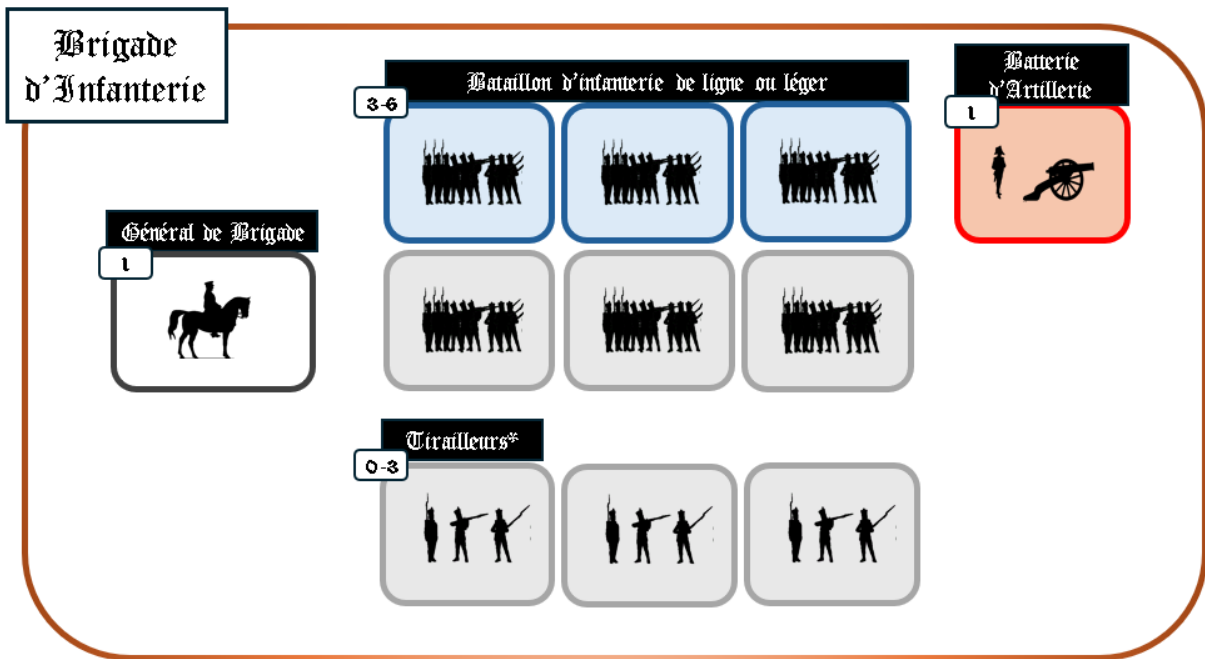 Brigade
d'Infanterie
Bataillon d'infanterie de ligne ou léger
3-6
Batterie
d'Artillerie
1
Général de Brigade
1
Tirailleurs*
0-3